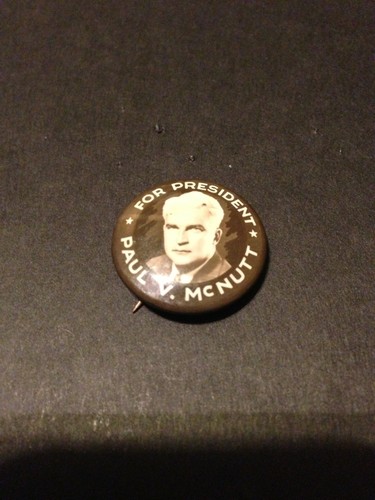 ★ FOR PRESIDENT ★
PAUL V. MCNUTT